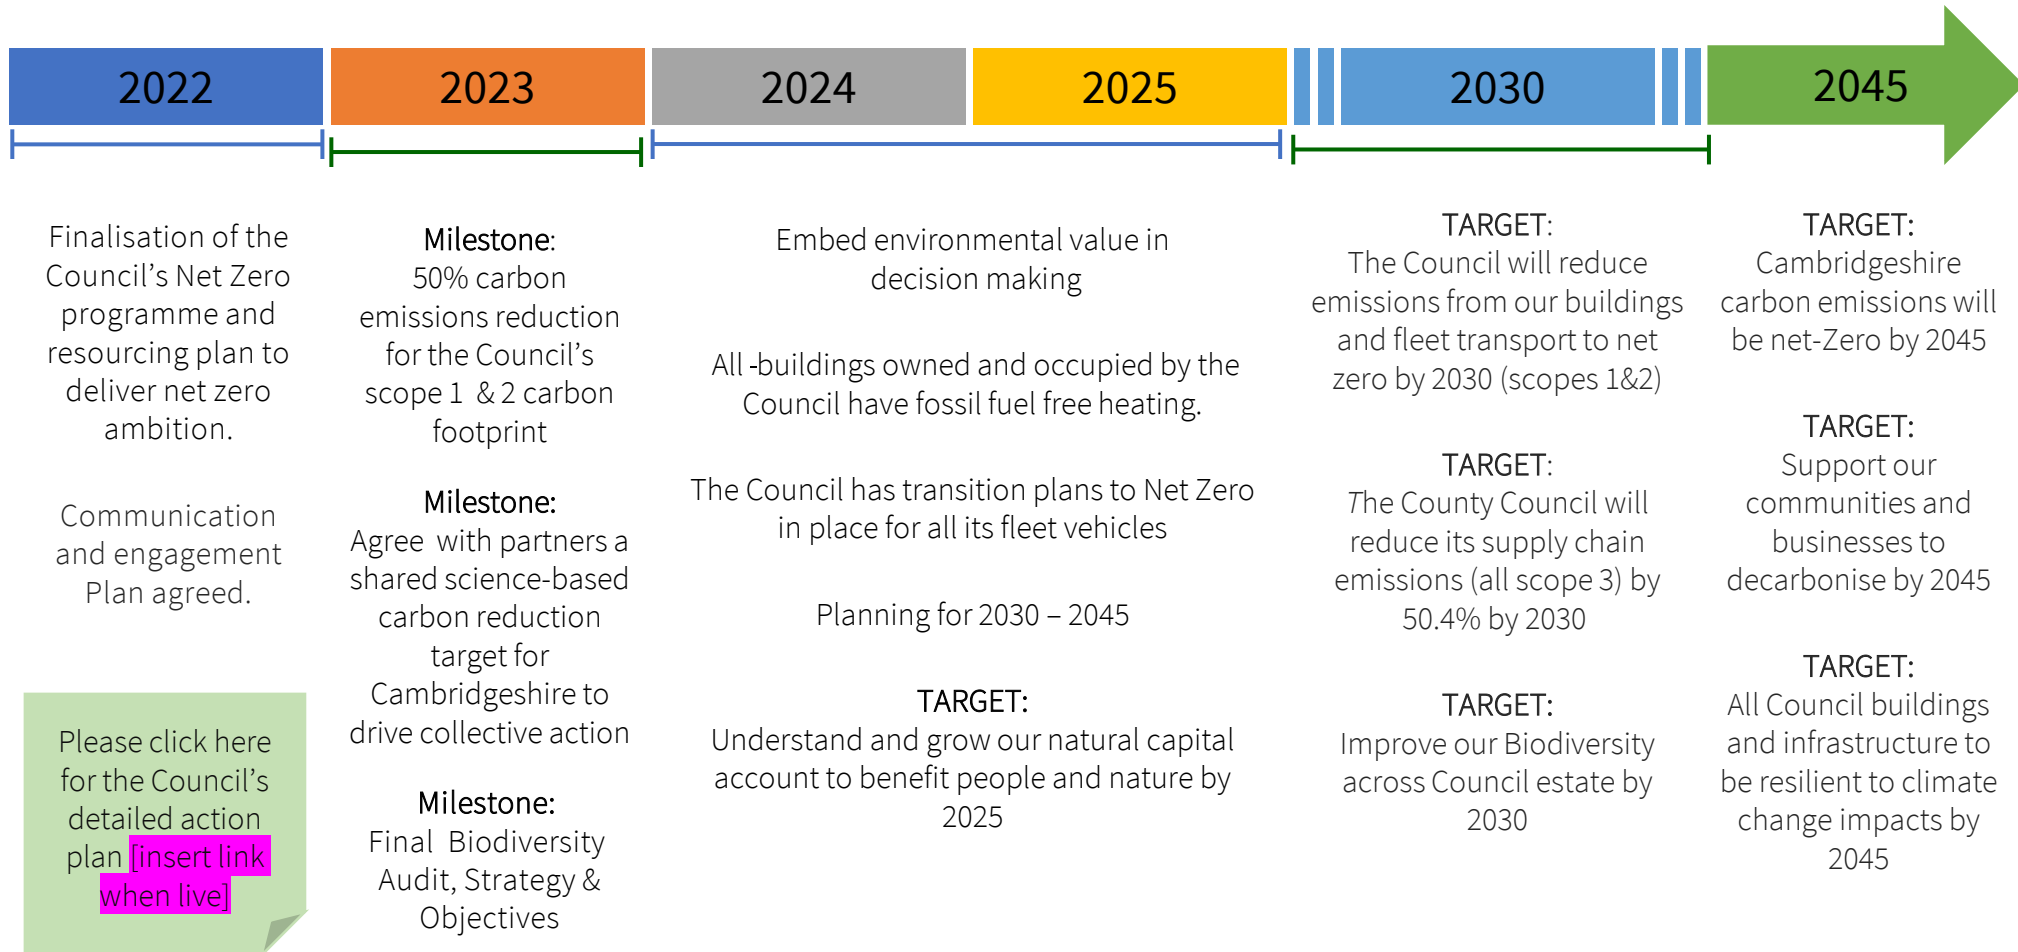 2022
2023
2024
2025
2030
2045
Finalisation of the
Council’s Net Zero
programme and
resourcing plan to
deliver net zero
ambition.
Communication
and engagement
Plan agreed.
Please click here
for the Council’s
detailed action
plan [insert link
when live]
Milestone:
50% carbon
emissions reduction
for the Council’s
scope 1 & 2 carbon
footprint
Milestone:
Agree with partners a
shared science-based
carbon reduction
target for
Cambridgeshire to
drive collective action
Milestone:
Final Biodiversity
Audit, Strategy &
Objectives
Embed environmental value in
decision making
All -buildings owned and occupied by the
Council have fossil fuel free heating.
The Council has transition plans to Net Zero
in place for all its fleet vehicles
Planning for 2030 – 2045
TARGET:
Understand and grow our natural capital
account to benefit people and nature by
2025
TARGET:
The Council will reduce
emissions from our buildings
and fleet transport to net
zero by 2030 (scopes 1&2)
TARGET:
The County Council will
reduce its supply chain
emissions (all scope 3) by
50.4% by 2030
TARGET:
Improve our Biodiversity
across Council estate by
2030
TARGET:
Cambridgeshire
carbon emissions will
be net-Zero by 2045
TARGET:
Support our
communities and
businesses to
decarbonise by 2045
TARGET:
All Council buildings
and infrastructure to
be resilient to climate
change impacts by
2045